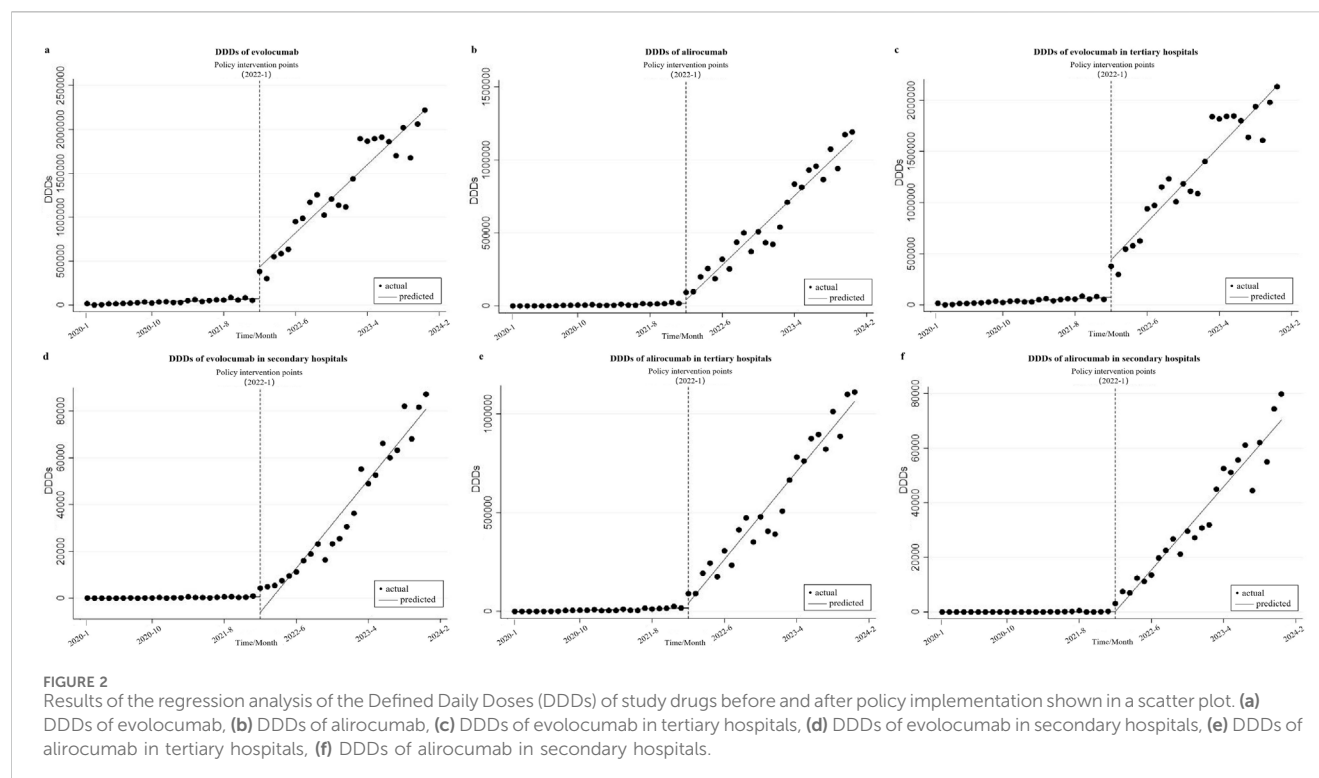 a
DDDs of evolocumab
Policy intervention points
(2022-1)
DDDs
2500000
2000000
1500000
1000000
500000
0
actual
predicted
2020-1
2020-10
2021-8
2022-6
2023-4
2024-2
Time/Month
b
DDDs of alirocumab
Policy intervention points
(2022-1)
DDDs
1500000
1000000
500000
0
actual
predicted
2020-1
2020-10
2021-8
2022-6
2023-4
2024-2
Time/Month
c
DDDs of evolocumab in tertiary hospitals
Policy intervention points
(2022-1)
DDDs
2000000
1500000
1000000
500000
0
actual
predicted
2020-1
2020-10
2021-8
2022-6
2023-4
2024-2
Time/Month
d
DDDs of evolocumab in secondary hospitals
Policy intervention points
(2022-1)
DDDs
80000
60000
40000
20000
0
actual
predicted
2020-1
2020-10
2021-8
2022-6
2023-4
2024-2
Time/Month
e
DDDs of alirocumab in tertiary hospitals
Policy intervention points
(2022-1)
DDDs
1000000
500000
0
actual
predicted
2020-1
2020-10
2021-8
2022-6
2023-4
2024-2
Time/Month
f
DDDs of alirocumab in secondary hospitals
Policy intervention points
(2022-1)
DDDs
80000
60000
40000
20000
0
actual
predicted
2020-1
2020-10
2021-8
2022-6
2023-4
2024-2
Time/Month
FIGURE 2
Results of the regression analysis of the Defined Daily Doses (DDDs) of study drugs before and after policy implementation shown in a scatter plot. (a)
DDDs of evolocumab, (b) DDDs of alirocumab, (c) DDDs of evolocumab in tertiary hospitals, (d) DDDs of evolocumab in secondary hospitals, (e) DDDs of
alirocumab in tertiary hospitals, (f) DDDs of alirocumab in secondary hospitals.